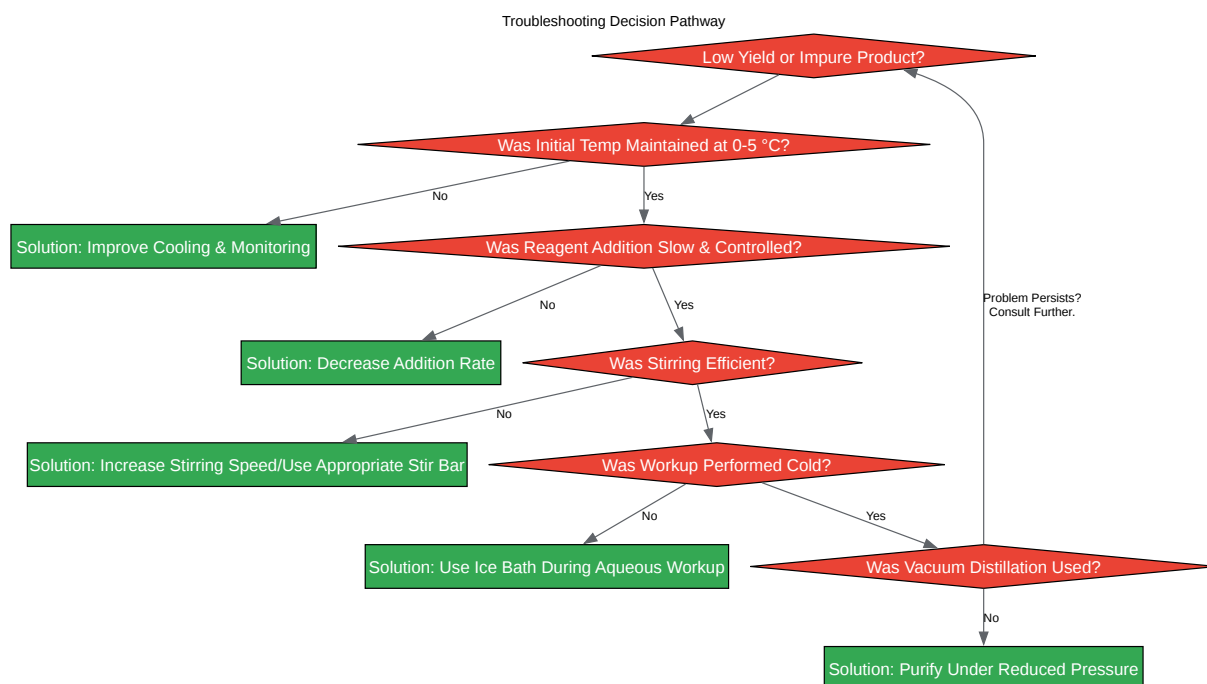 Troubleshooting Decision Pathway
Low Yield or Impure Product?
Was Initial Temp Maintained at 0-5 °C?
No
Yes
Solution: Improve Cooling & Monitoring
Was Reagent Addition Slow & Controlled?
No
Yes
Problem Persists?
Consult Further.
Solution: Decrease Addition Rate
Was Stirring Efficient?
No
Yes
Solution: Increase Stirring Speed/Use Appropriate Stir Bar
Was Workup Performed Cold?
No
Yes
Solution: Use Ice Bath During Aqueous Workup
Was Vacuum Distillation Used?
No
Solution: Purify Under Reduced Pressure